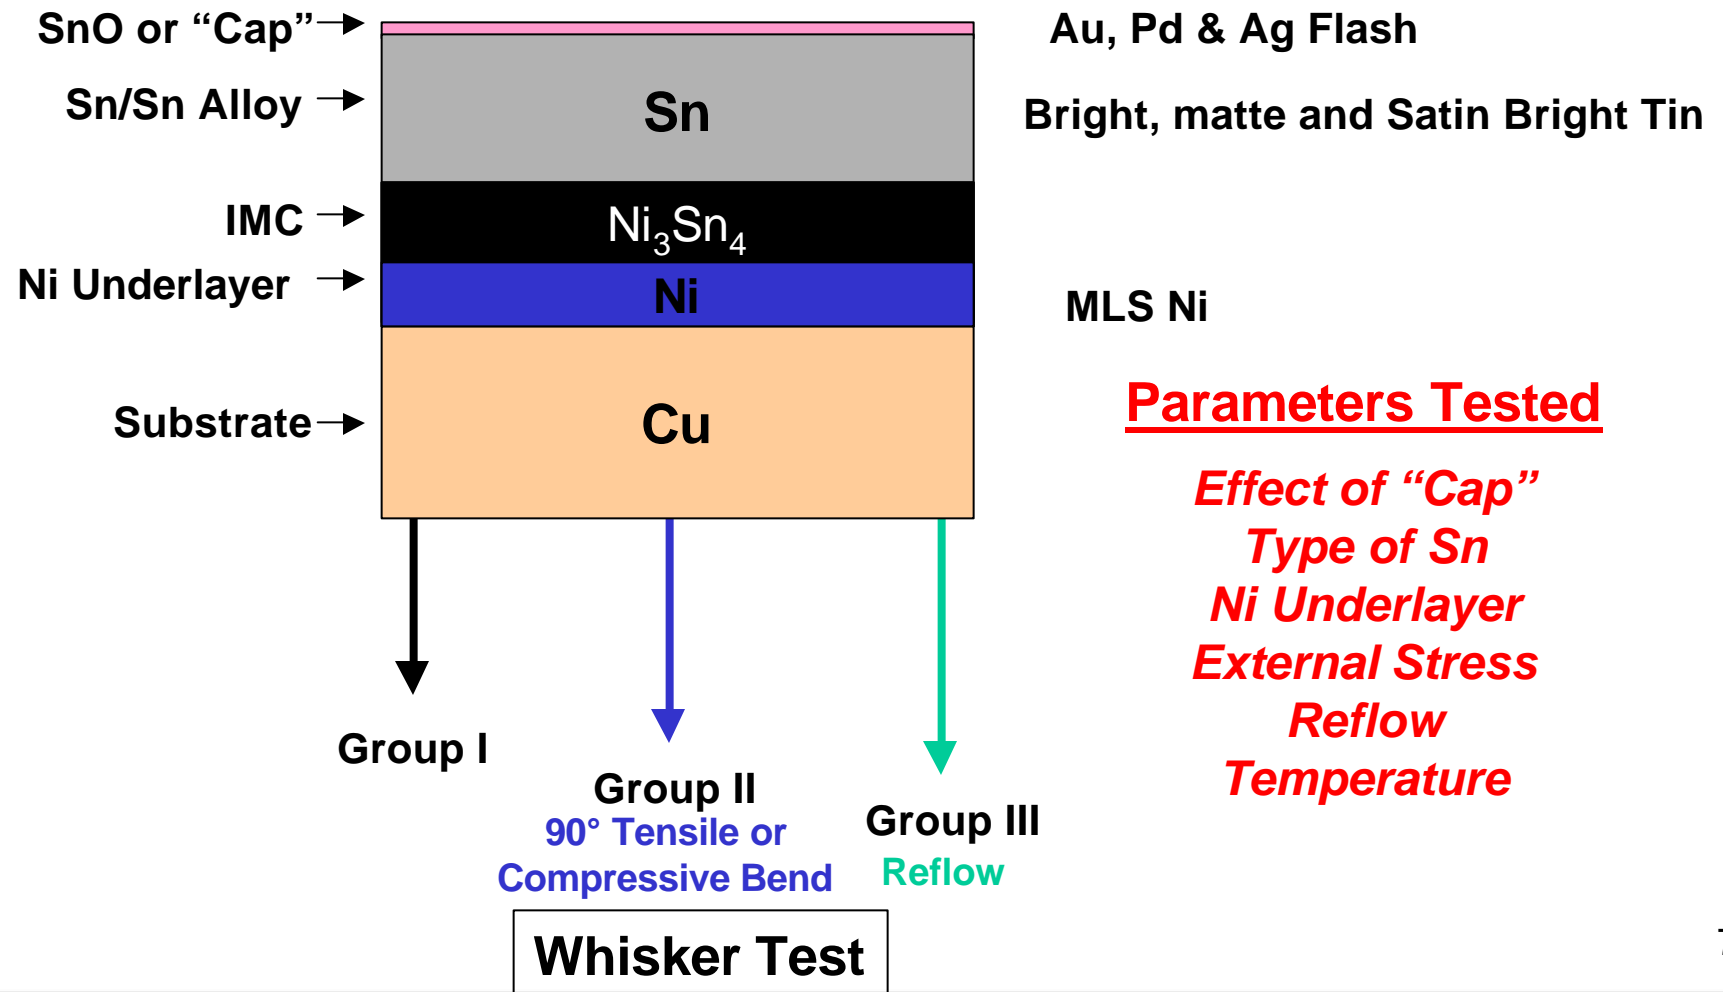 SnO or “Cap”
Au, Pd & Ag Flash
Sn/Sn Alloy
Sn
Bright, matte and Satin Bright Tin
IMC
Ni₃Sn₄
Ni Underlayer
Ni
MLS Ni
Substrate
Cu
Parameters Tested
Effect of “Cap”
Type of Sn
Ni Underlayer
External Stress
Reflow
Temperature
Group I
Group II
90° Tensile or
Compressive Bend
Group III
Reflow
Whisker Test